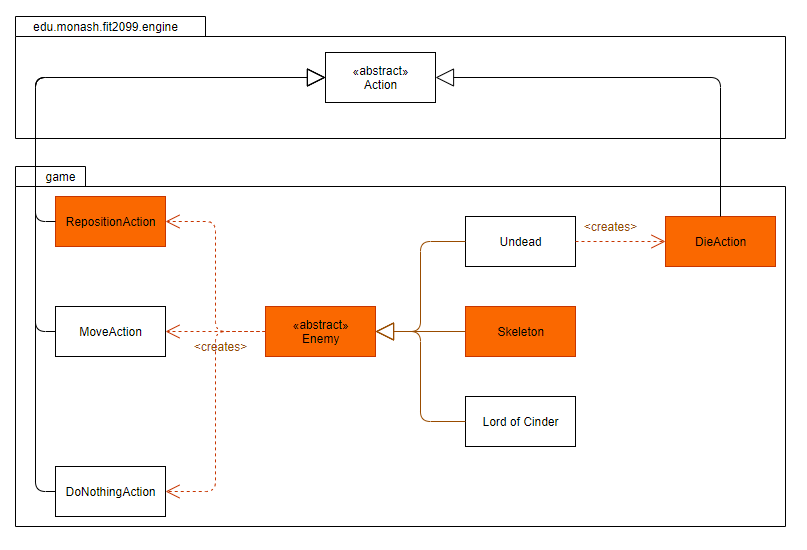 edu.monash.fit2099.engine
«abstract»
Action
game
RepositionAction
Undead
<creates>
DieAction
MoveAction
<creates>
«abstract»
Enemy
Skeleton
Lord of Cinder
DoNothingAction